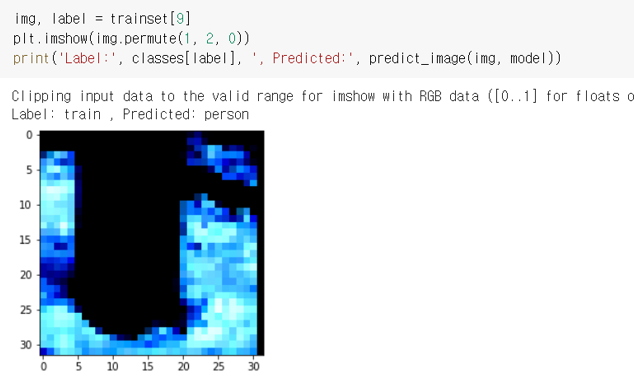 img, label = trainset[9]
plt.imshow(img.permute(1, 2, 0))
print('Label:', classes[label], ', Predicted:', predict_image(img, model))
Clipping input data to the valid range for imshow with RGB data ([0..1] for floats o
Label: train , Predicted: person
0
5
10
15
20
25
30
0 5 10 15 20 25 30